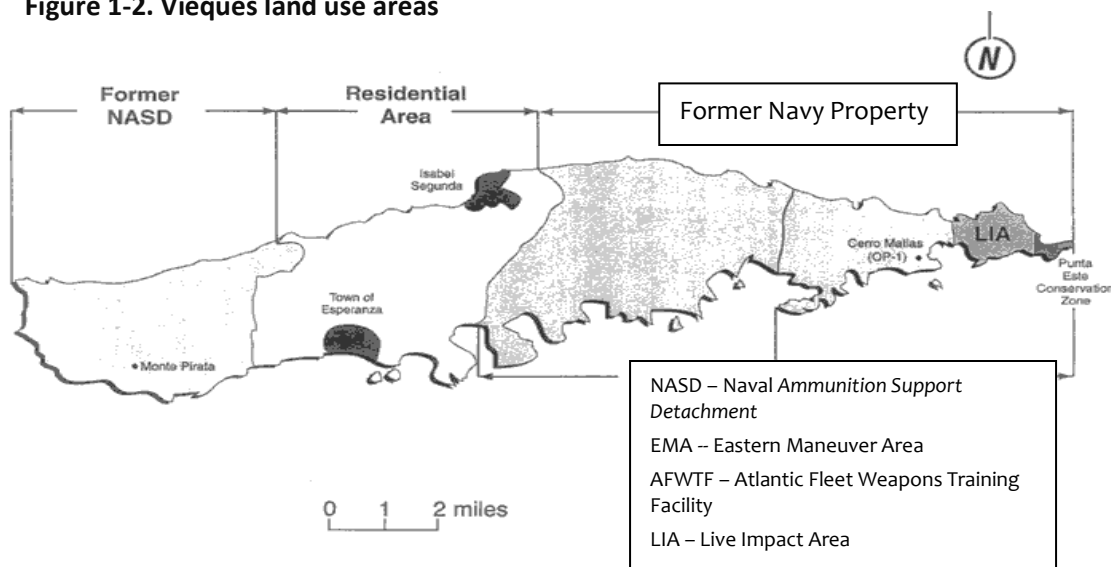 Figure 1-2. Vieques land use areas
N
Former
NASD
Residential
Area
Former Navy Property
Isabel
Segunda
LIA
Cerro Matias
(OP-1)
Punta
Este
Conservation
Zone
Town of
Esperanza
Monte Pirata
NASD – Naval Ammunition Support
Detachment
EMA -- Eastern Maneuver Area
AFWTF – Atlantic Fleet Weapons Training
Facility
LIA – Live Impact Area
0 1 2 miles